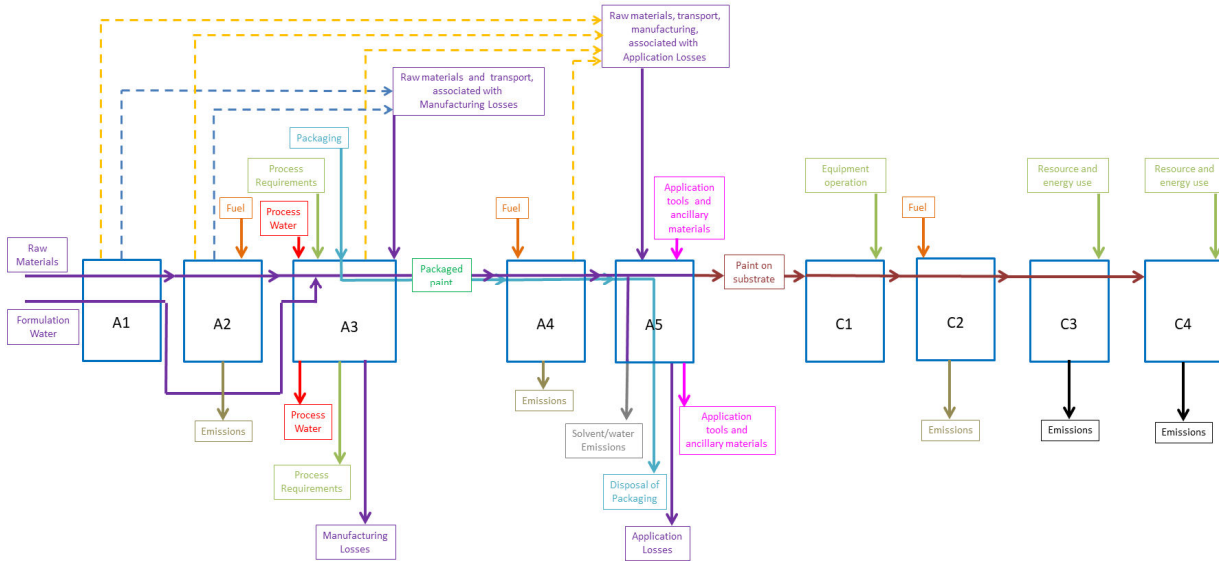 Raw materials, transport,
manufacturing,
associated with
Application Losses
Raw materials and transport,
associated with
Manufacturing Losses
Packaging
Process
Requirements
Fuel
Process
Water
Fuel
Application
tools and
ancillary
materials
Equipment
operation
Fuel
Resource and
energy use
Resource and
energy use
Raw
Materials
Formulation
Water
Packaged
paint
Paint on
substrate
A1
A2
A3
A4
A5
C1
C2
C3
C4
Emissions
Process
Water
Process
Requirements
Manufacturing
Losses
Emissions
Solvent/water
Emissions
Application
tools and
ancillary materials
Disposal of
Packaging
Application
Losses
Emissions
Emissions
Emissions